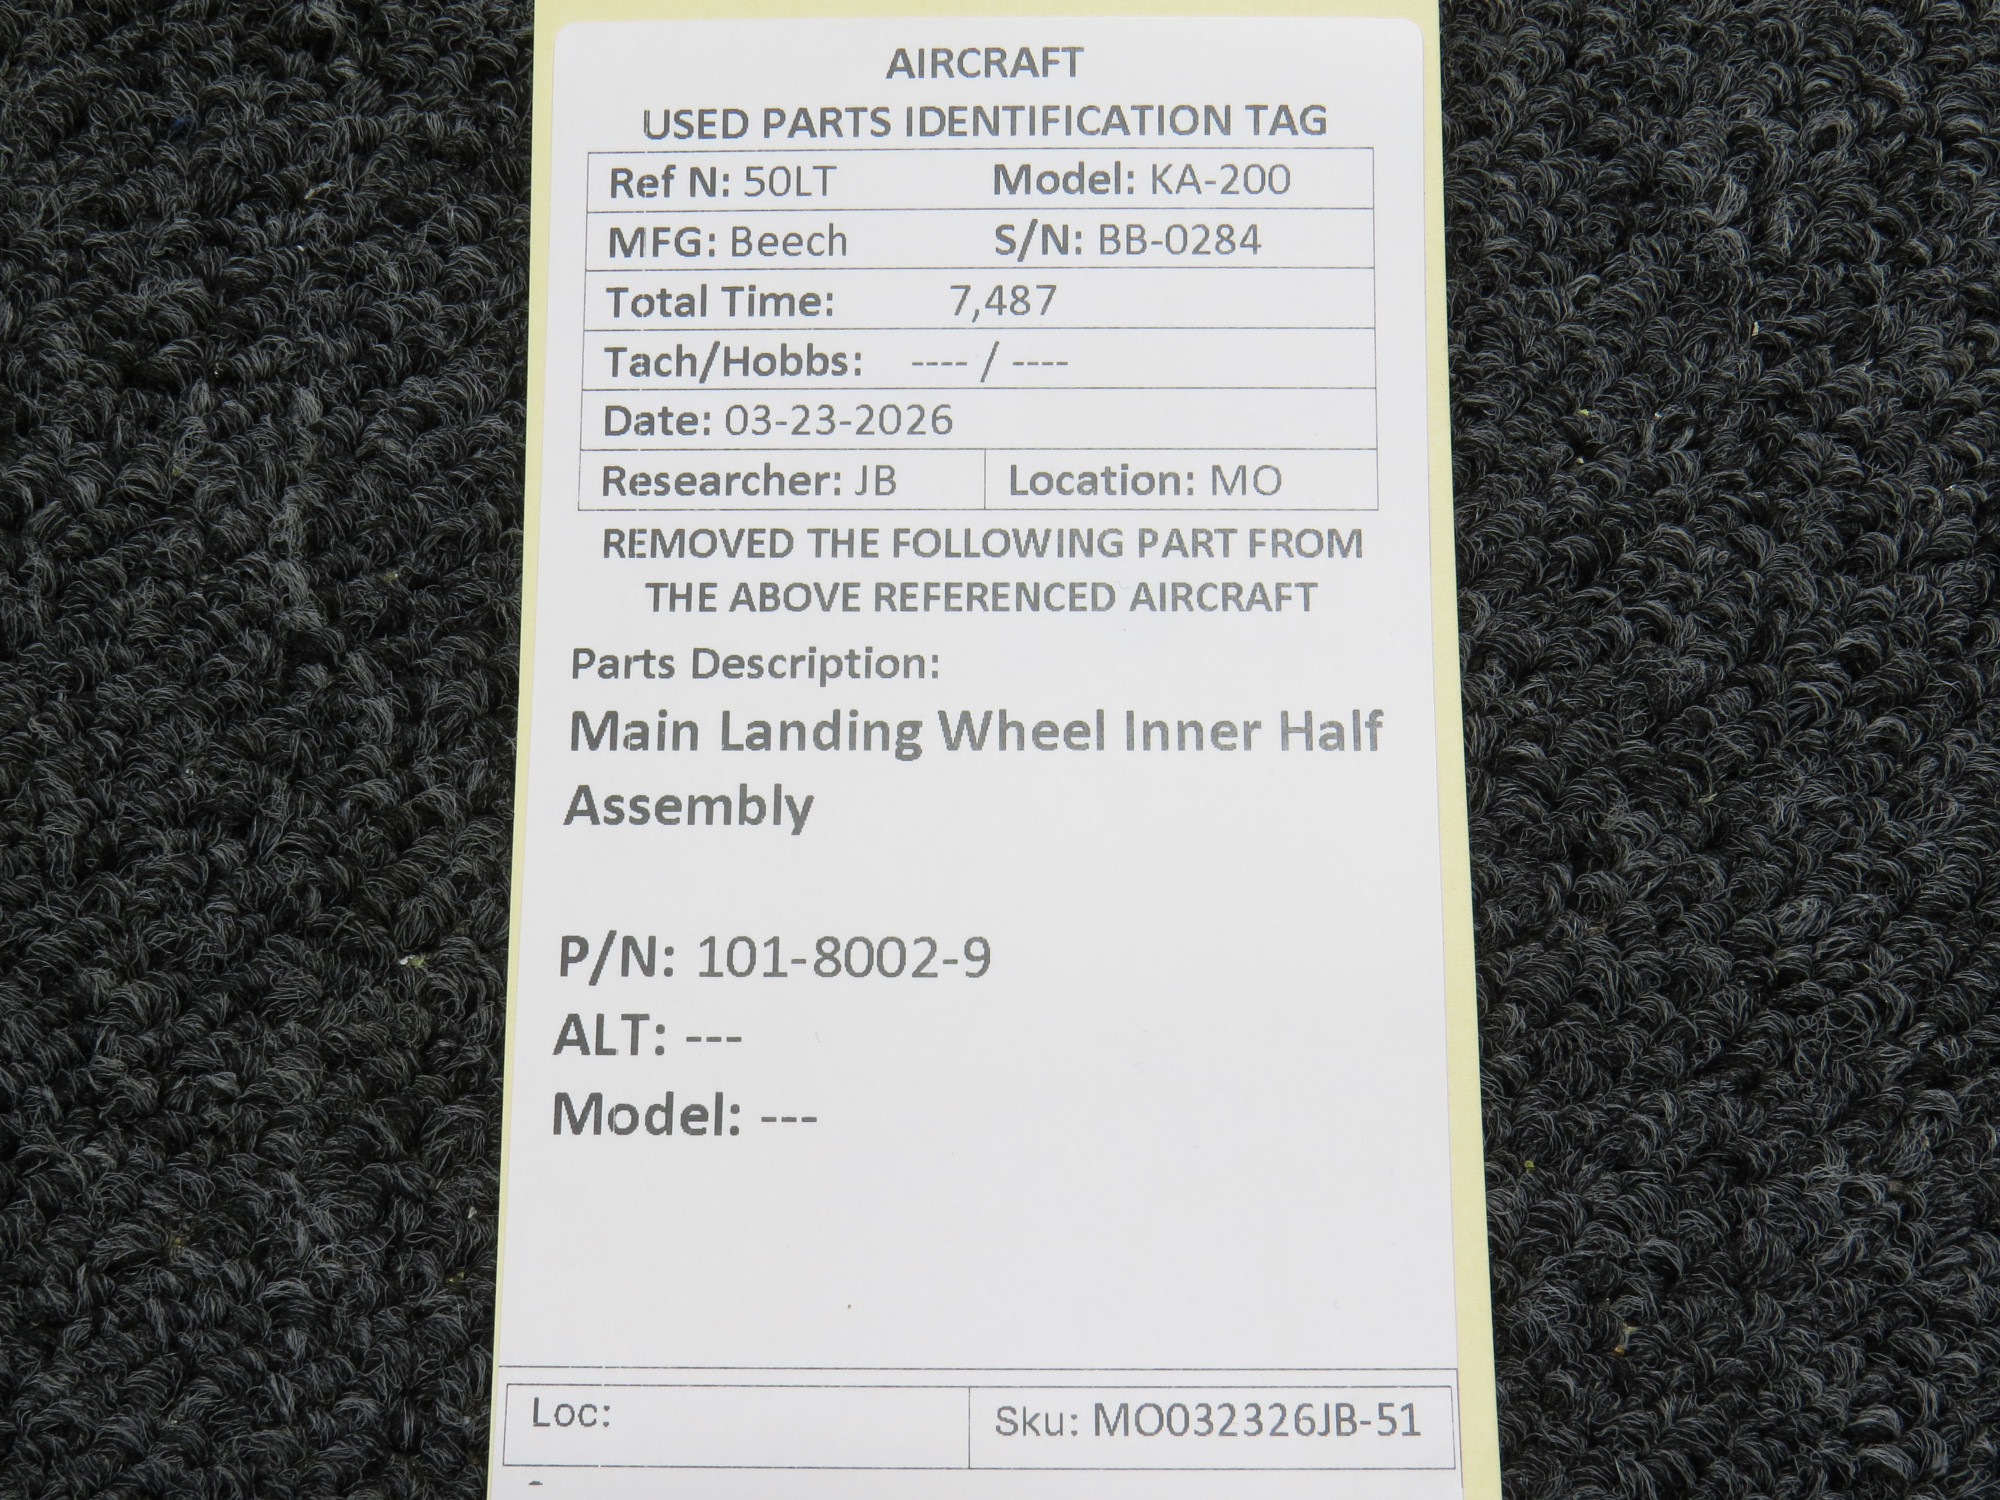 AIRCRAFT
USED PARTS IDENTIFICATION TAG
Ref N: 50LT Model: KA-200
MFG: Beech S/N: BB-0284
Total Time: 7,487
Tach/Hobbs: ---- / ----
Date: 03-23-2026
Researcher: JB Location: MO
REMOVED THE FOLLOWING PART FROM
THE ABOVE REFERENCED AIRCRAFT
Parts Description:
Main Landing Wheel Inner Half
Assembly
P/N: 101-8002-9
ALT: ---
Model: ---
Loc: Sku: MO032326JB-51